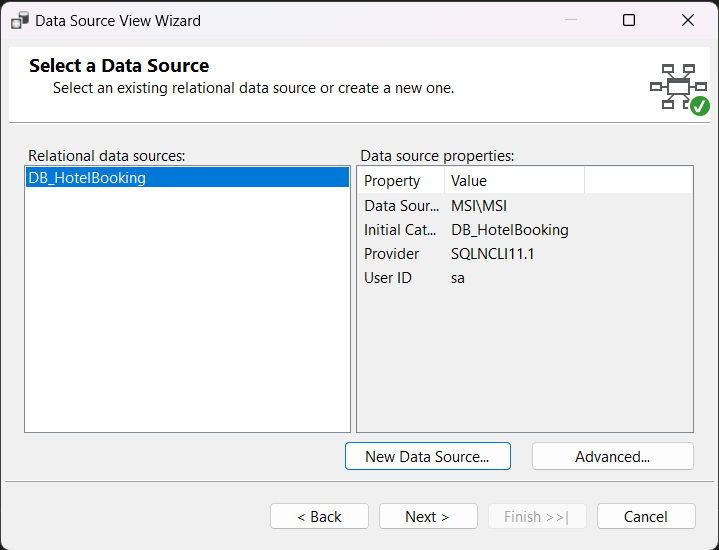 Data Source View Wizard
Select a Data Source
Select an existing relational data source or create a new one.
Relational data sources:
DB_HotelBooking
Data source properties:
Property Value
Data Sour... MSI\MSI
Initial Cat... DB_HotelBooking
Provider SQLNCLI11.1
User ID sa
New Data Source... Advanced...
< Back Next > Finish >>| Cancel